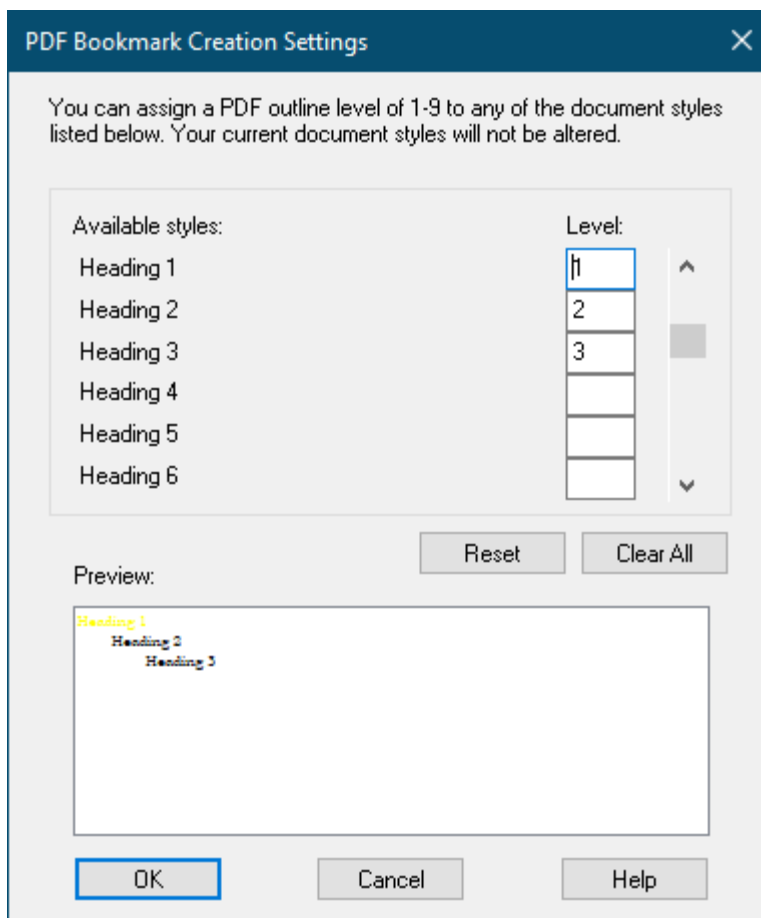 PDF Bookmark Creation Settings
You can assign a PDF outline level of 1-9 to any of the document styles
listed below. Your current document styles will not be altered.
Available styles: Level:
Heading 1 1
Heading 2 2
Heading 3 3
Heading 4
Heading 5
Heading 6
Reset Clear All
Preview:
Heading 1
Heading 2
Heading 3
OK Cancel Help